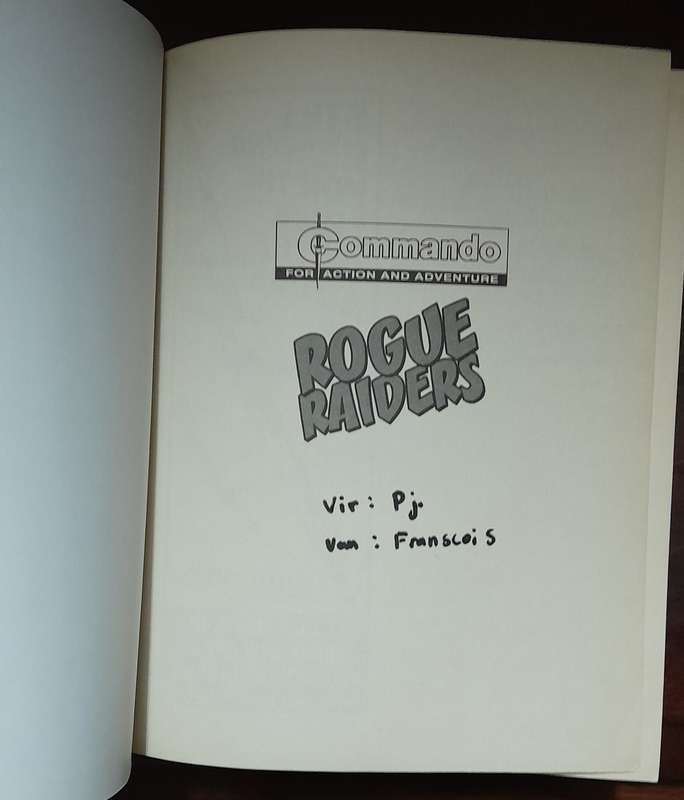 Commando
FOR ACTION AND ADVENTURE
ROGUE
RAIDERS
Vir: Pj.
Van: Franscois